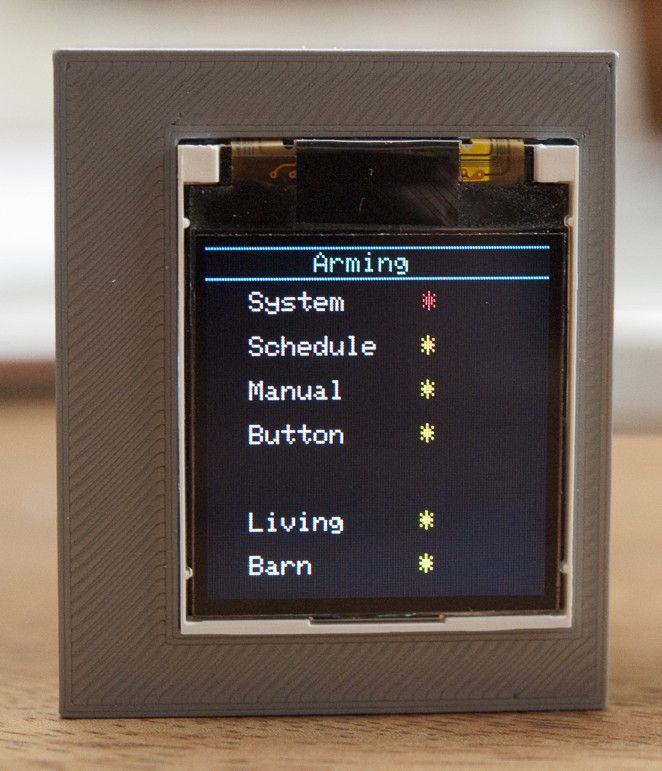 Arming
System *
Schedule *
Manual *
Button *
Living *
Barn *